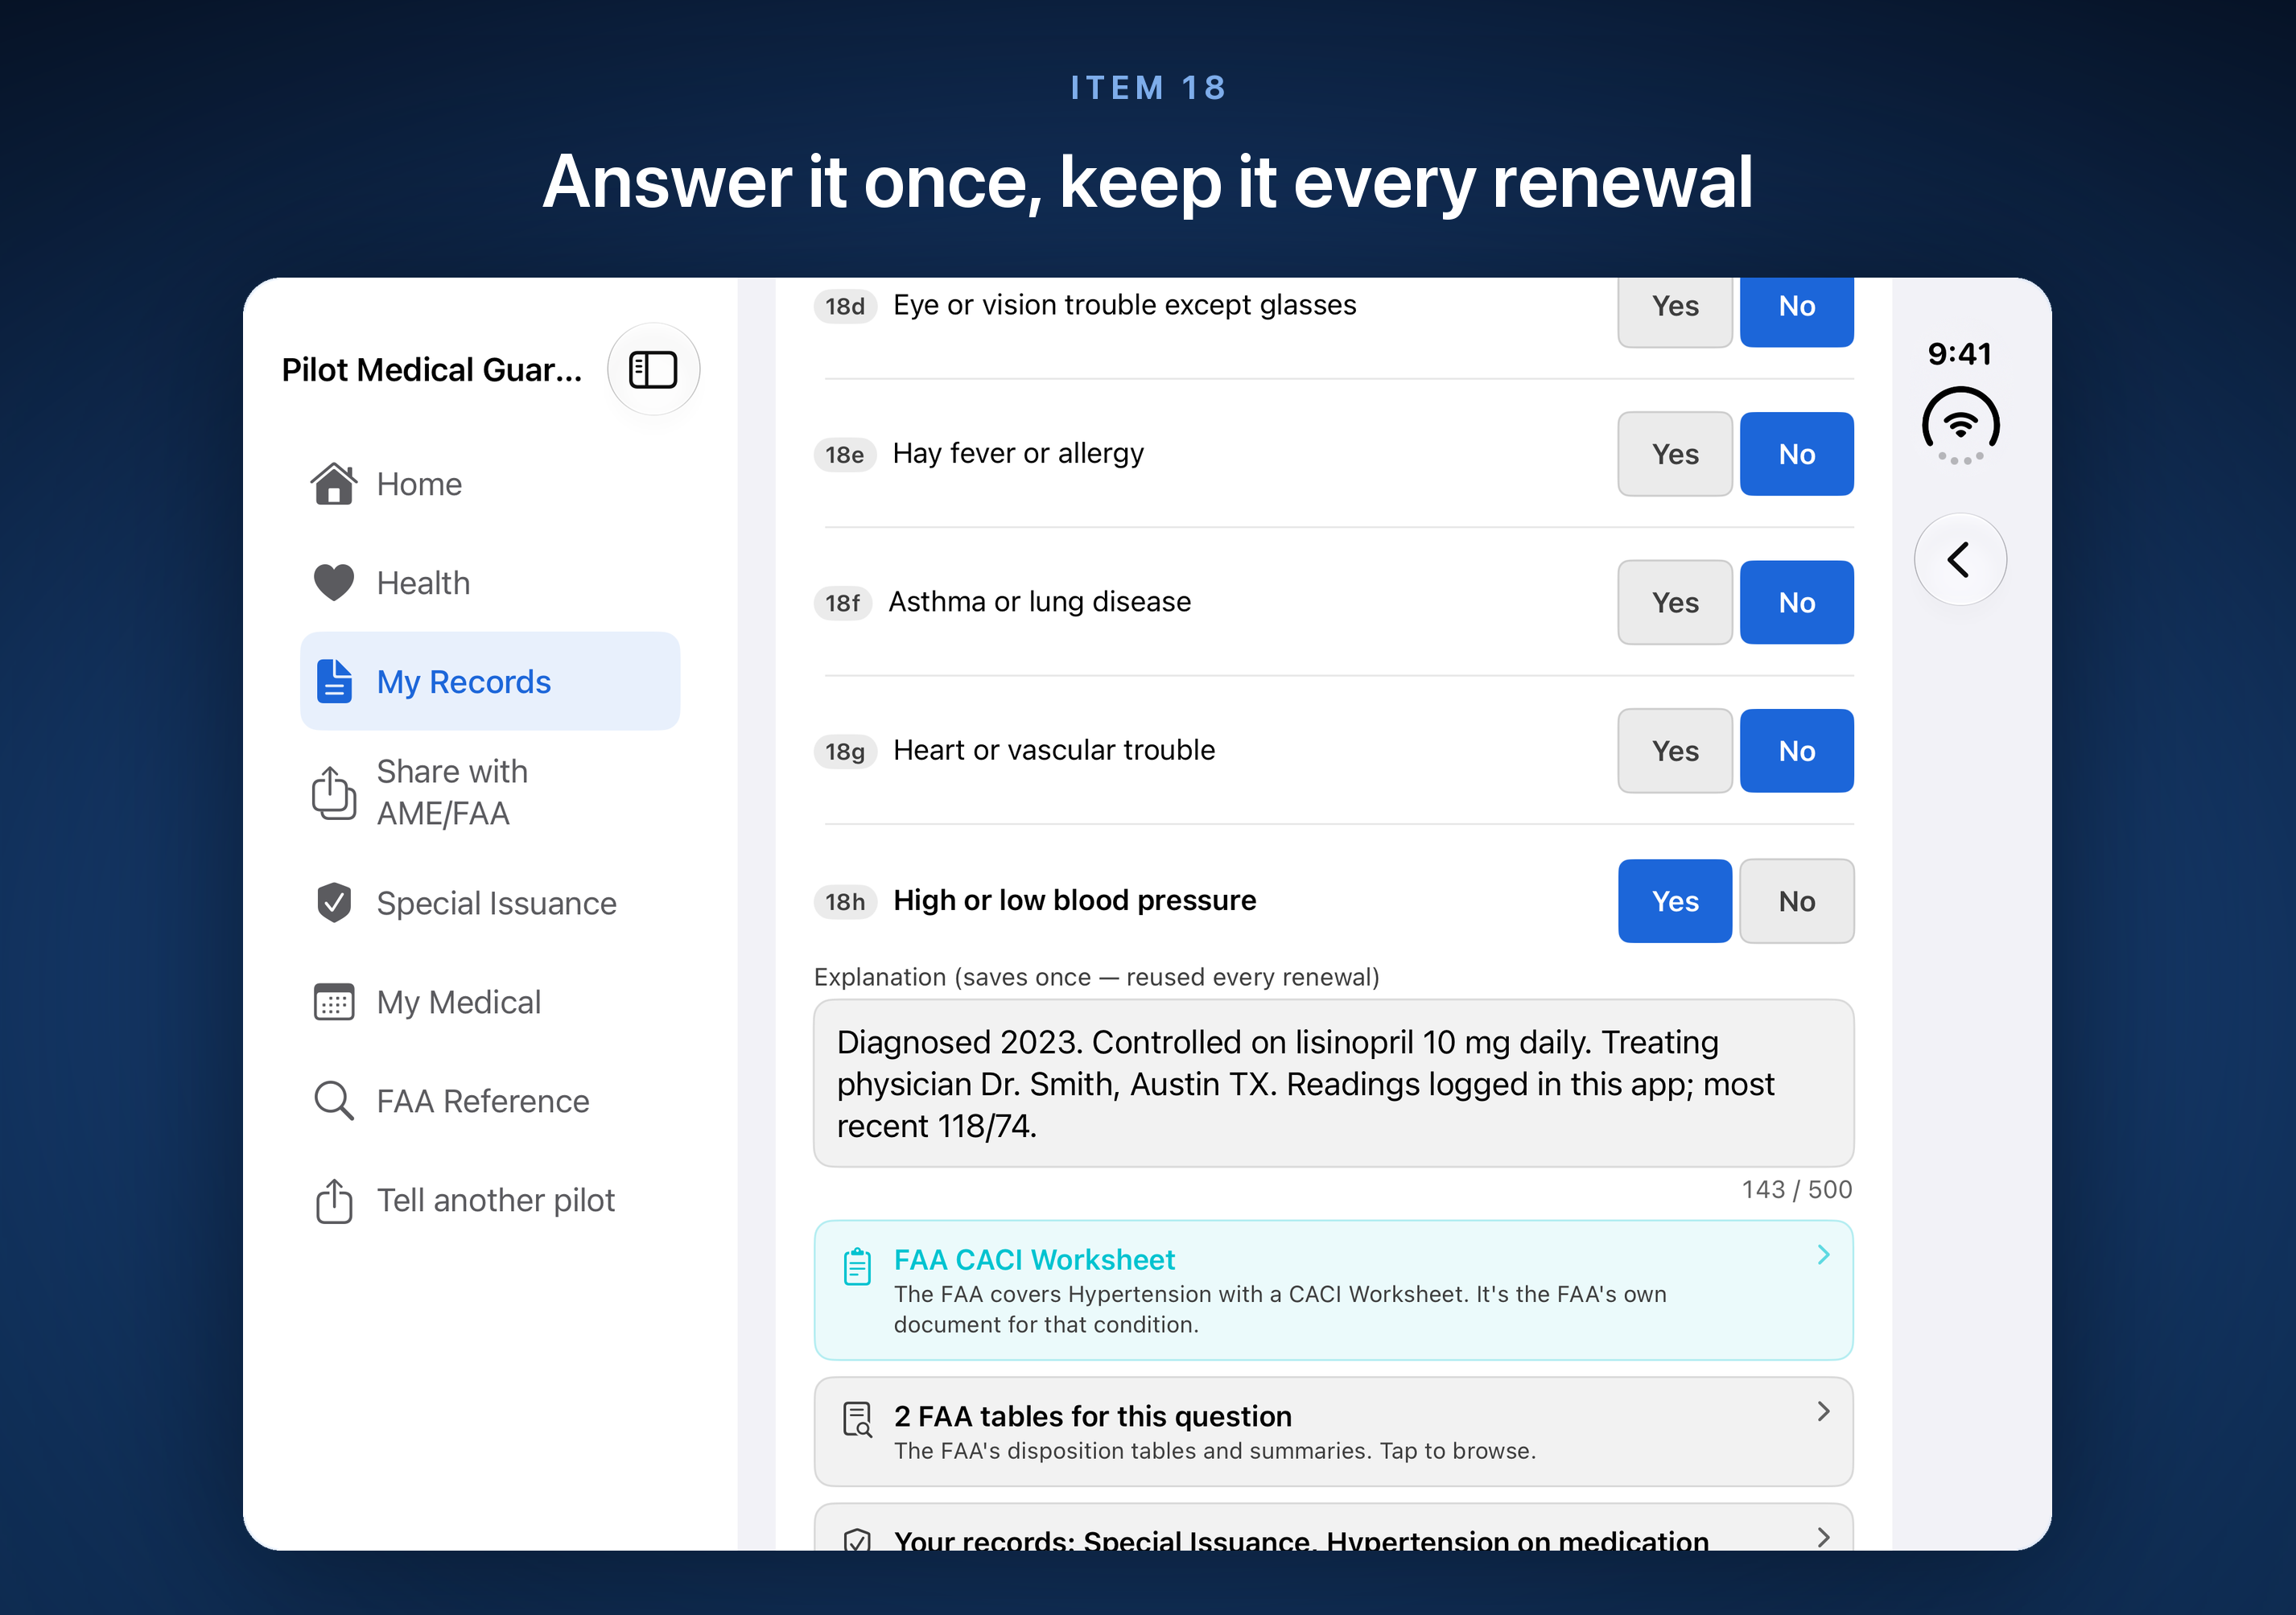 ITEM 18
Answer it once, keep it every renewal
Pilot Medical Guar...
Home
Health
My Records
Share with
AME/FAA
Special Issuance
My Medical
FAA Reference
Tell another pilot
18d Eye or vision trouble except glasses Yes No
18e Hay fever or allergy Yes No
18f Asthma or lung disease Yes No
18g Heart or vascular trouble Yes No
18h High or low blood pressure Yes No
Explanation (saves once — reused every renewal)
Diagnosed 2023. Controlled on lisinopril 10 mg daily. Treating
physician Dr. Smith, Austin TX. Readings logged in this app; most
recent 118/74.
143 / 500
FAA CACI Worksheet
The FAA covers Hypertension with a CACI Worksheet. It's the FAA's own
document for that condition.
2 FAA tables for this question
The FAA's disposition tables and summaries. Tap to browse.
Your records: Special Issuance, Hypertension on medication
9:41